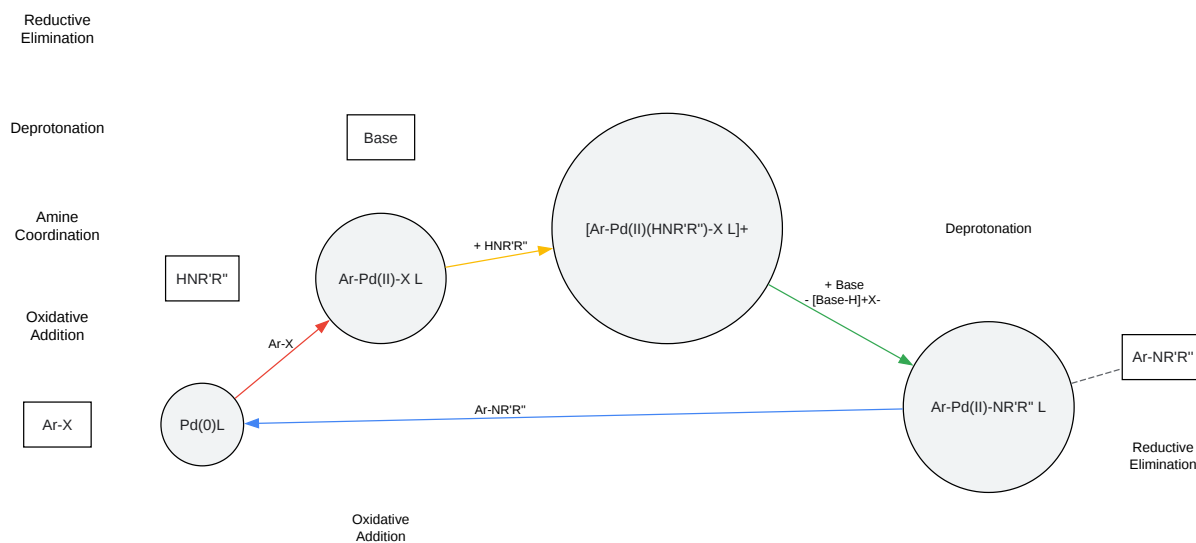 Reductive
Elimination
Deprotonation
Base
Amine
Coordination
HNR'R"
Ar-Pd(II)-X L
+ HNR'R"
[Ar-Pd(II)(HNR'R")-X L]+
Deprotonation
+ Base
- [Base-H]+X-
Oxidative
Addition
Ar-X
Ar-NR'R"
Ar-X
Pd(0)L
Ar-NR'R"
Ar-Pd(II)-NR'R" L
Reductive
Elimination
Oxidative
Addition